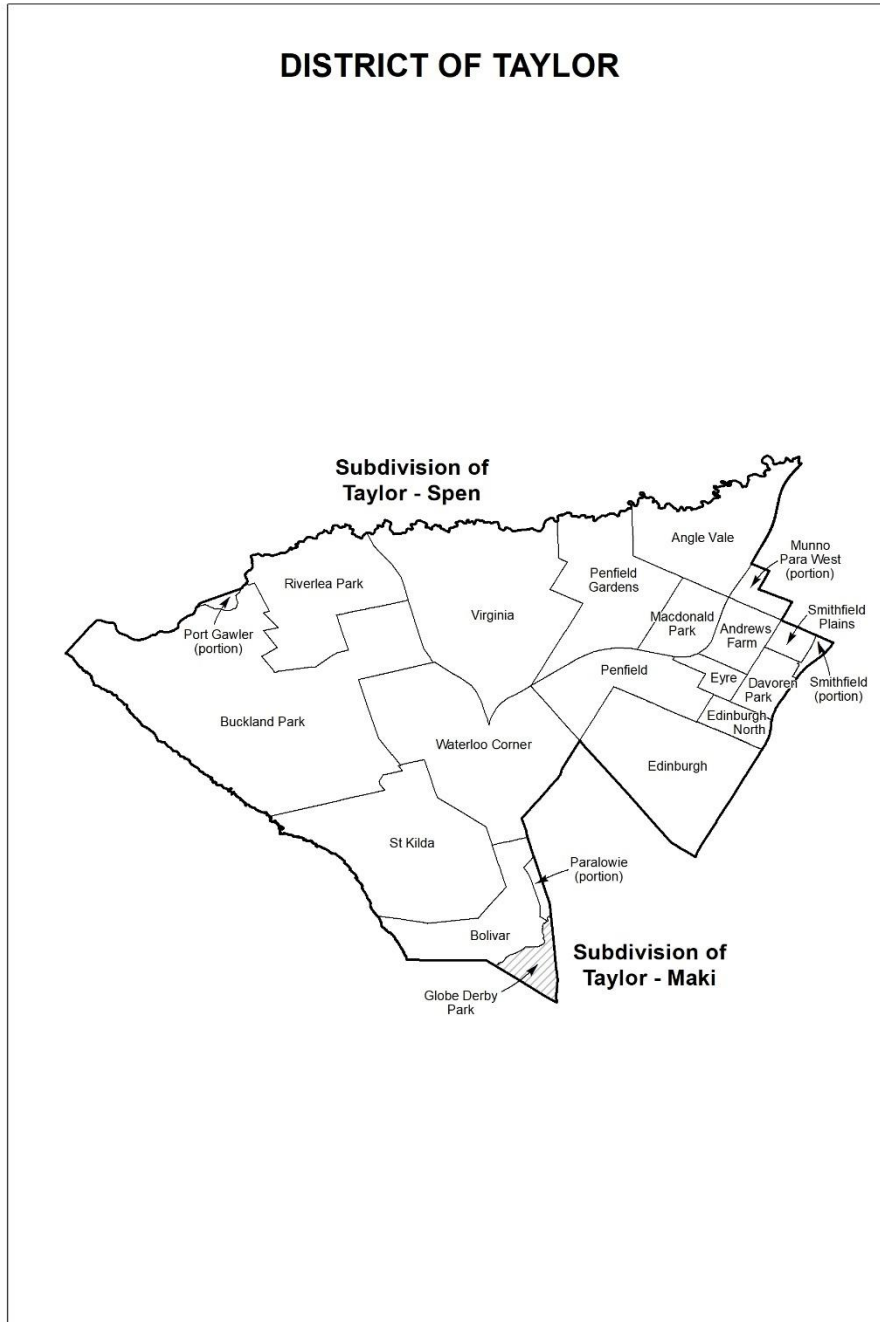 DISTRICT OF TAYLOR
Subdivision of
Taylor - Spen
Angle Vale
Munno
Para West
(portion)
Riverlea Park
Penfield
Gardens
Virginia
Port Gawler
(portion)
Macdonald
Park
Andrews
Farm
Smithfield
Plains
Penfield
Eyre
Davoren
Park
Smithfield
(portion)
Buckland Park
Edinburgh
North
Waterloo Corner
Edinburgh
St Kilda
Paralowie
(portion)
Bolivar
Subdivision of
Taylor - Maki
Globe Derby
Park